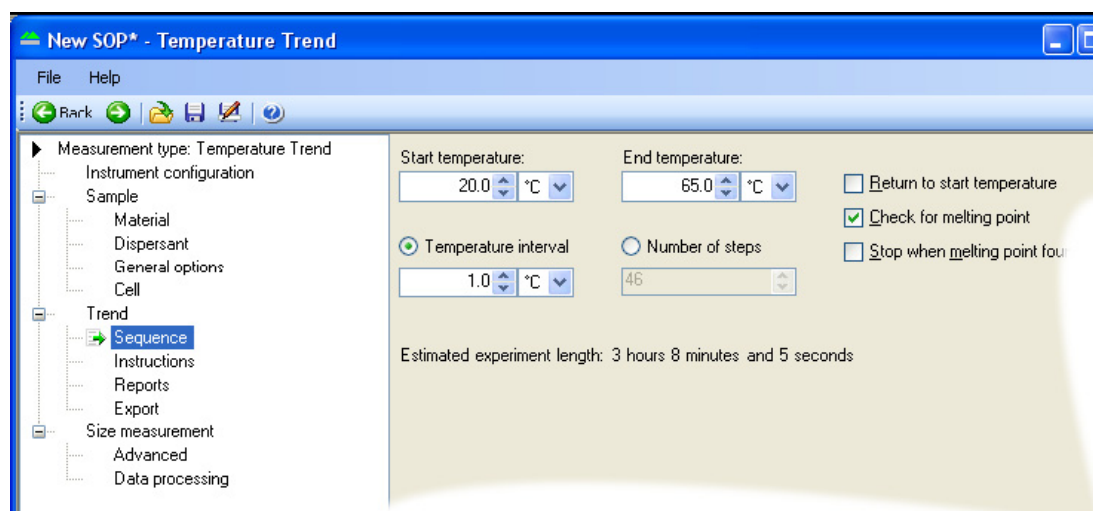 New SOP* - Temperature Trend
File Help
Back
Measurement type: Temperature Trend
Instrument configuration
Sample
Material
Dispersant
General options
Cell
Trend
Sequence
Instructions
Reports
Export
Size measurement
Advanced
Data processing
Start temperature: End temperature:
20.0 °C 65.0 °C
Return to start temperature
Check for melting point
Stop when melting point fou
Temperature interval Number of steps
1.0 °C 46
Estimated experiment length: 3 hours 8 minutes and 5 seconds